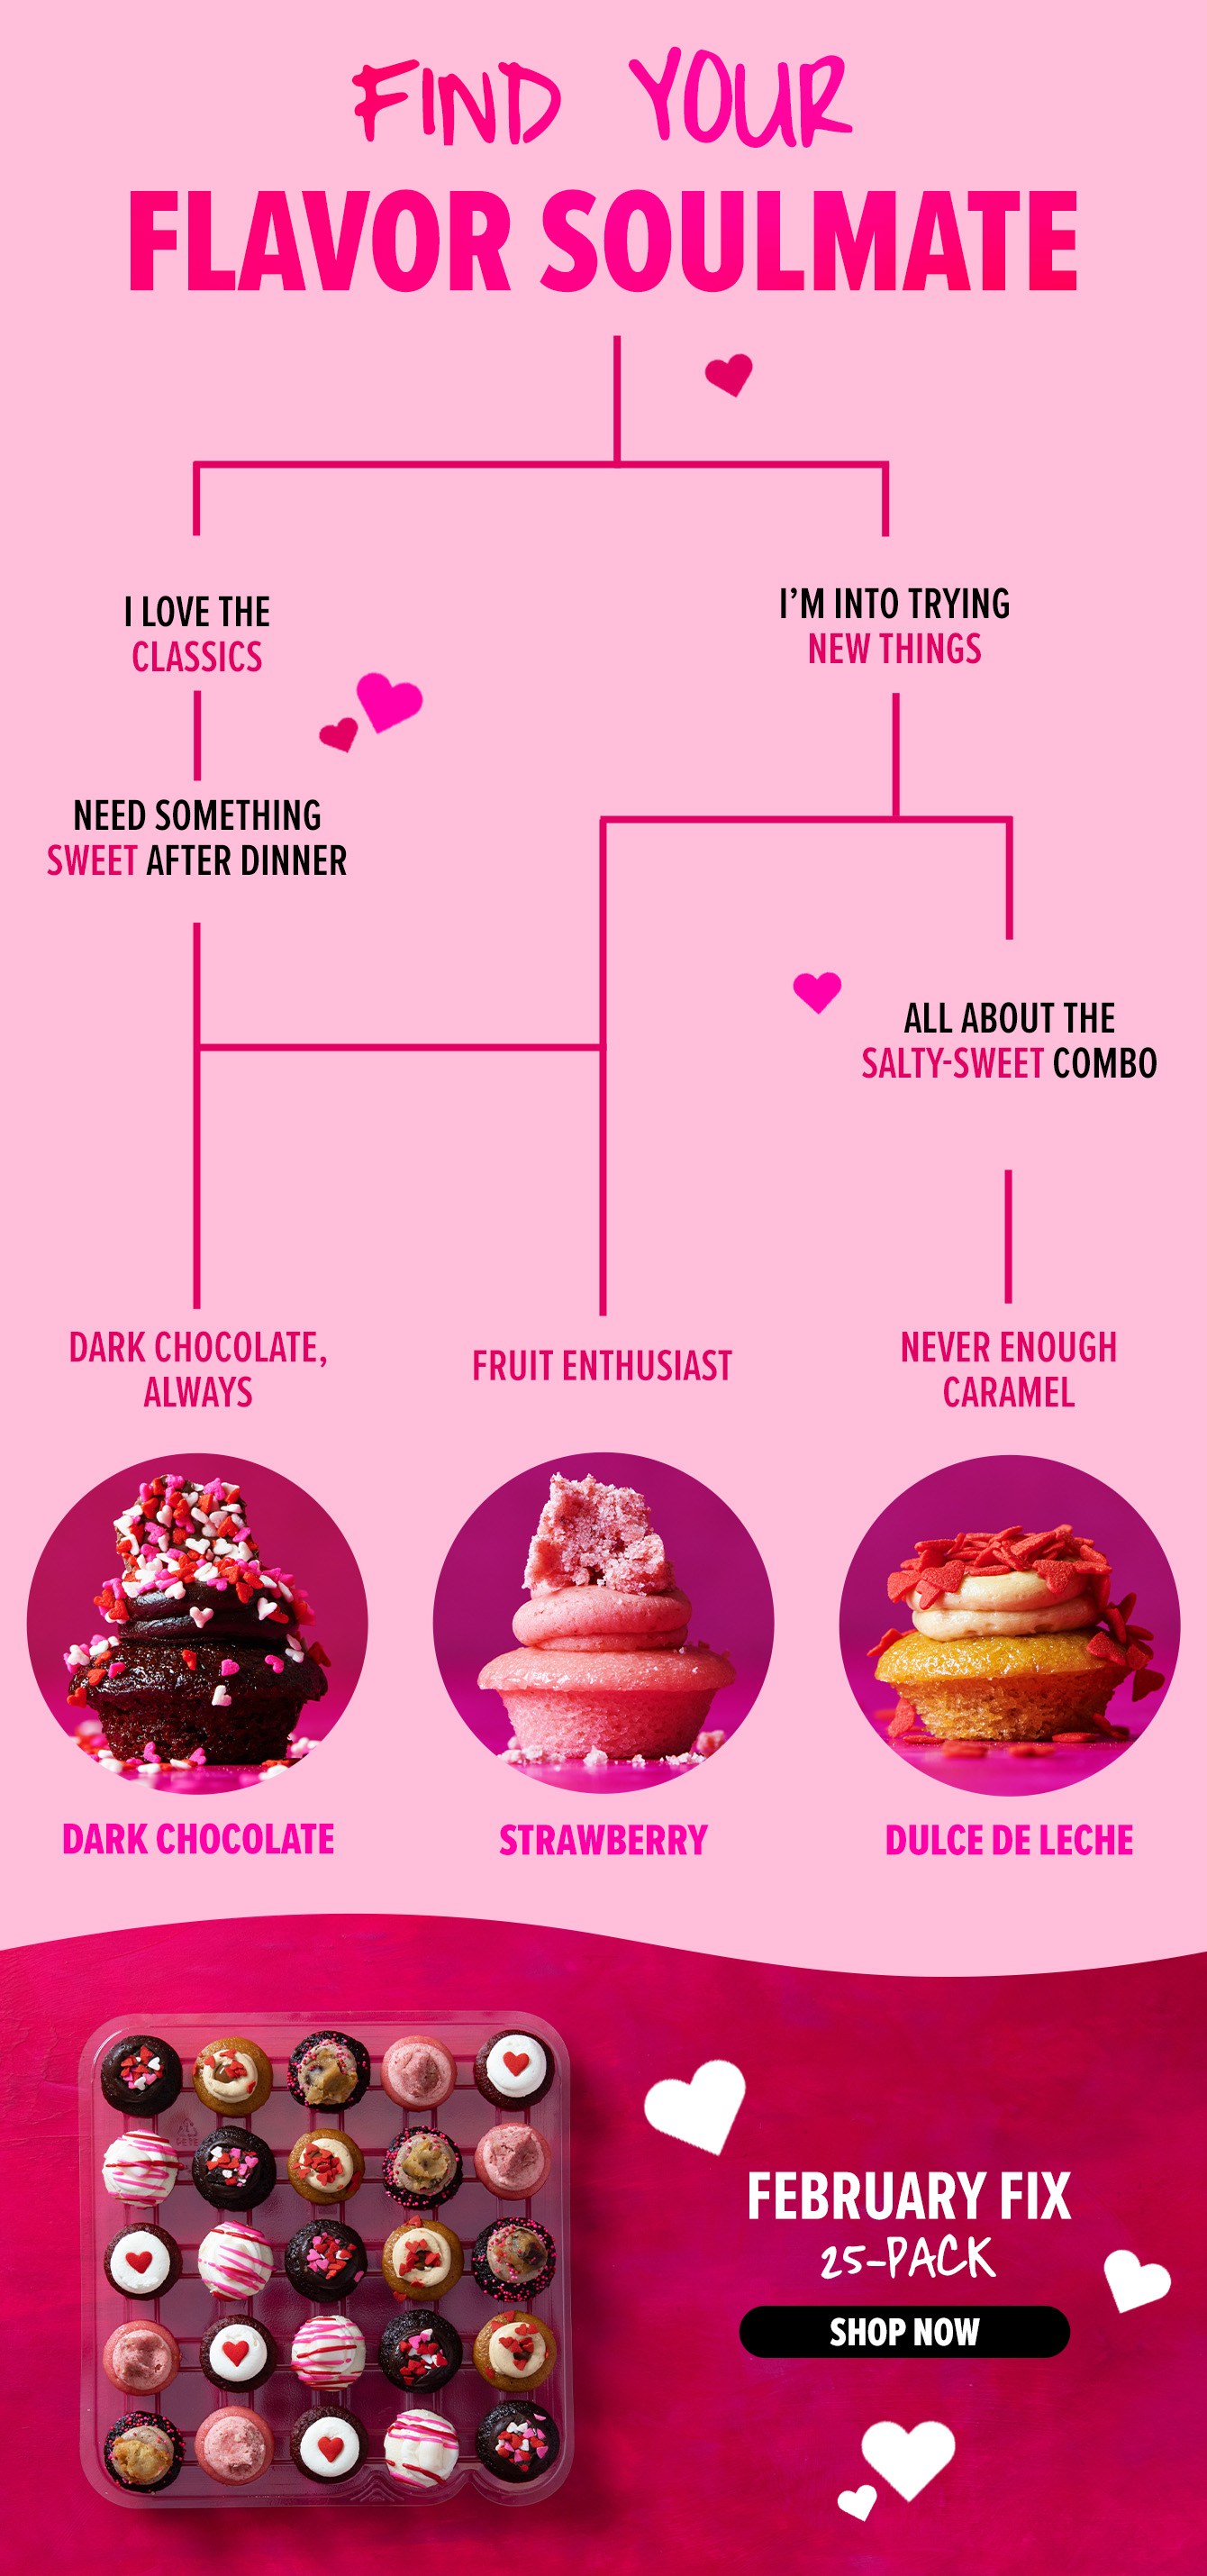 FIND YOUR
FLAVOR SOULMATE
I LOVE THE
CLASSICS
I'M INTO TRYING
NEW THINGS
NEED SOMETHING
SWEET AFTER DINNER
ALL ABOUT THE
SALTY-SWEET COMBO
DARK CHOCOLATE,
ALWAYS
FRUIT ENTHUSIAST
NEVER ENOUGH
CARAMEL
DARK CHOCOLATE
STRAWBERRY
DULCE DE LECHE
FEBRUARY FIX
25-PACK
SHOP NOW